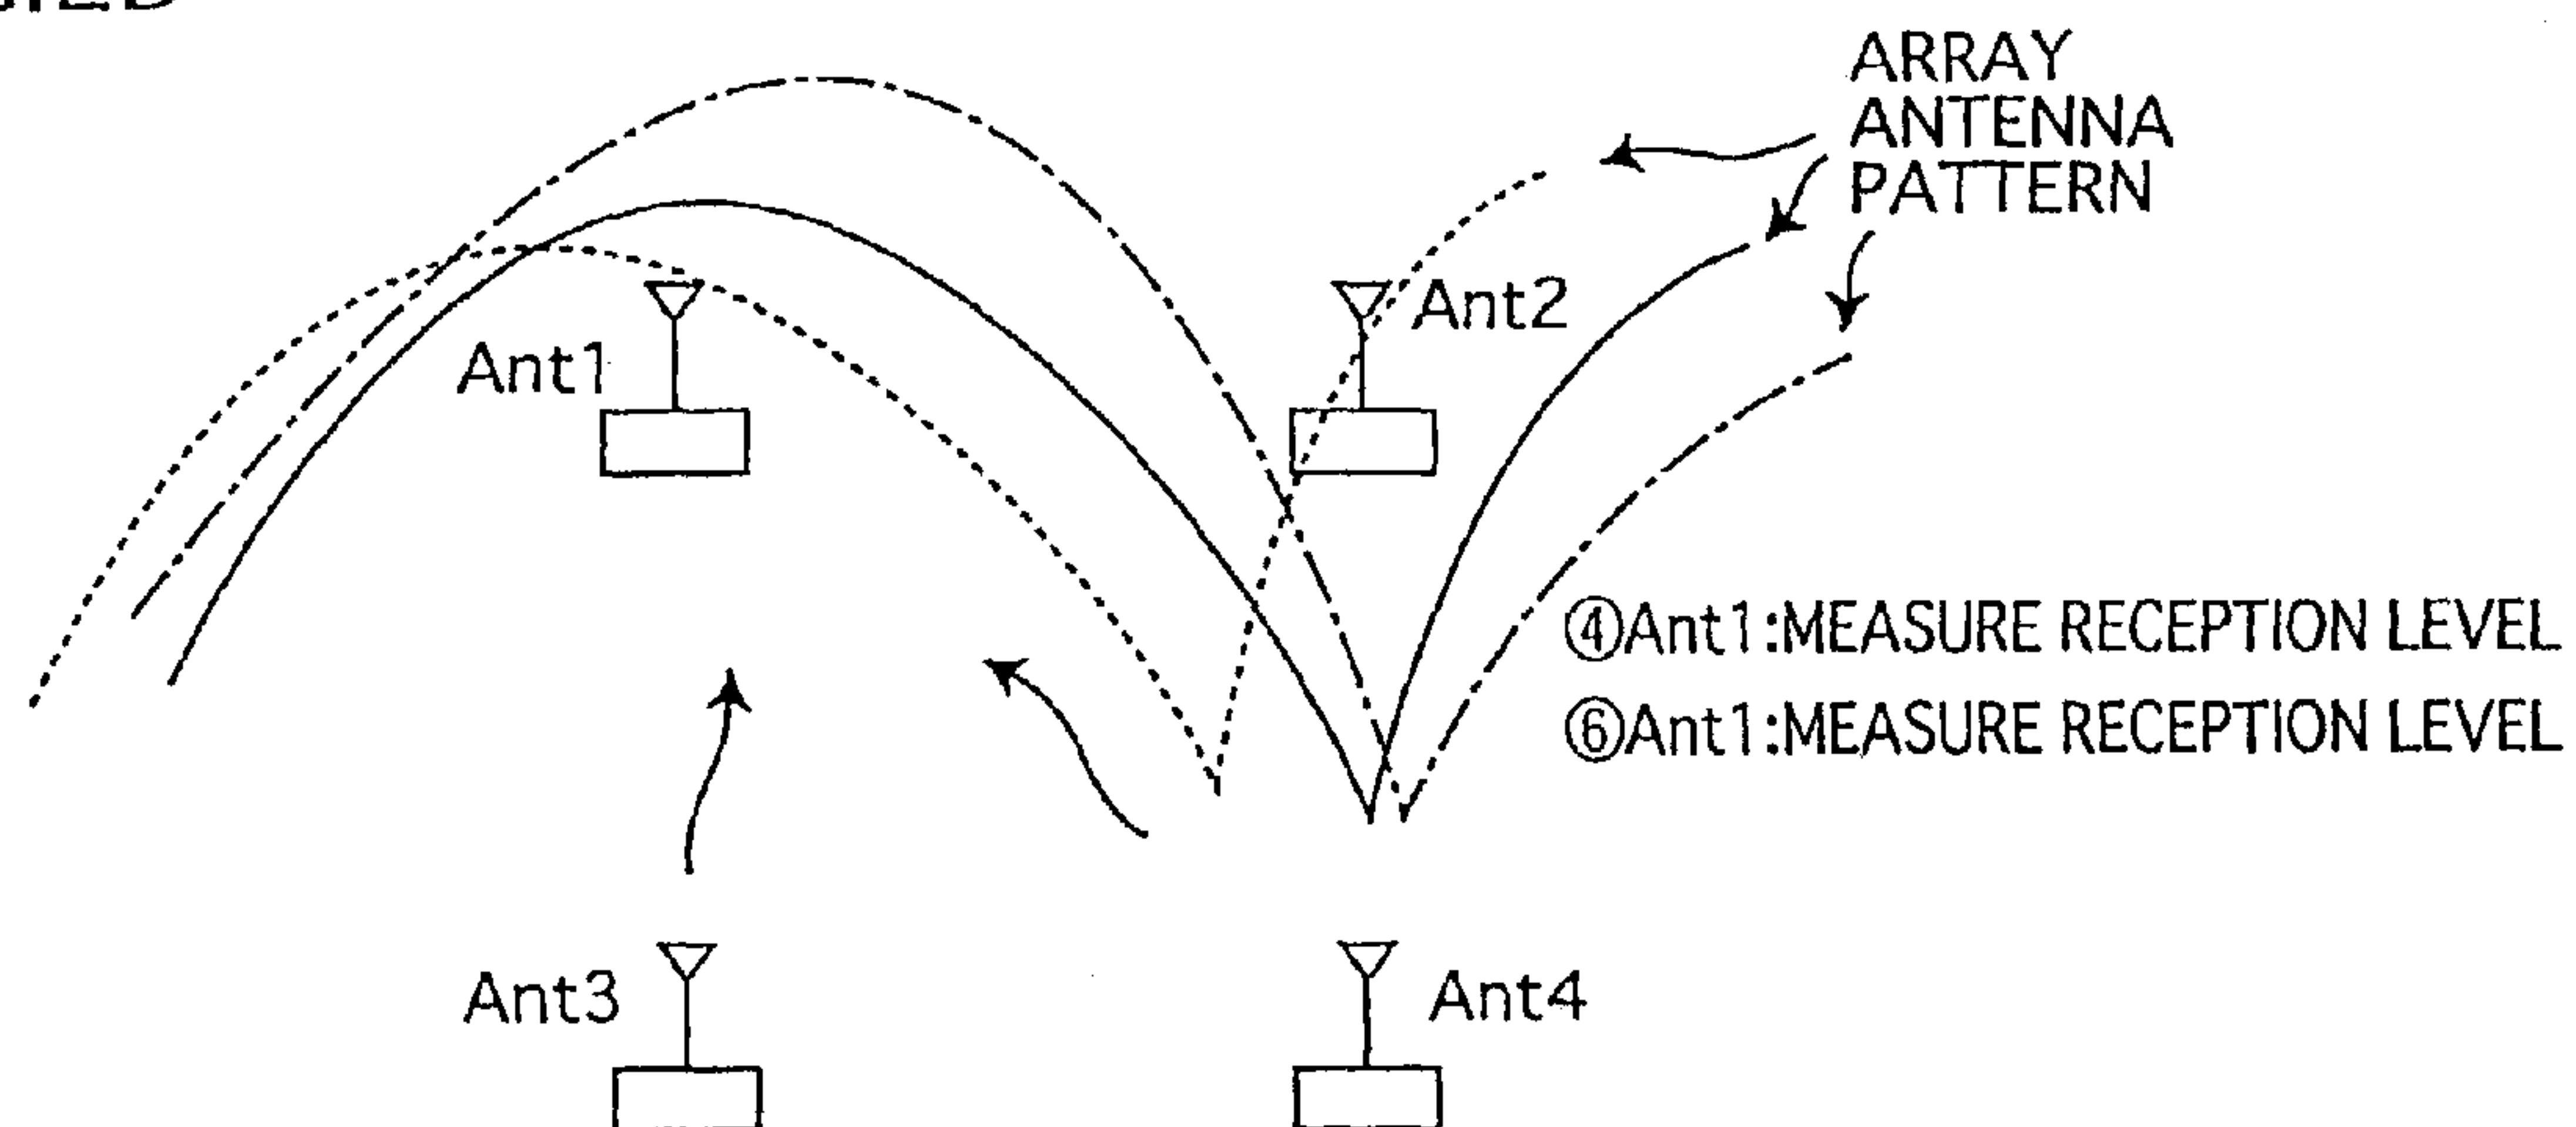 ARRAY
ANTENNA
PATTERN
Ant2
Ant1
④Ant1:MEASURE RECEPTION LEVEL
⑥Ant1:MEASURE RECEPTION LEVEL
Ant3
Ant4